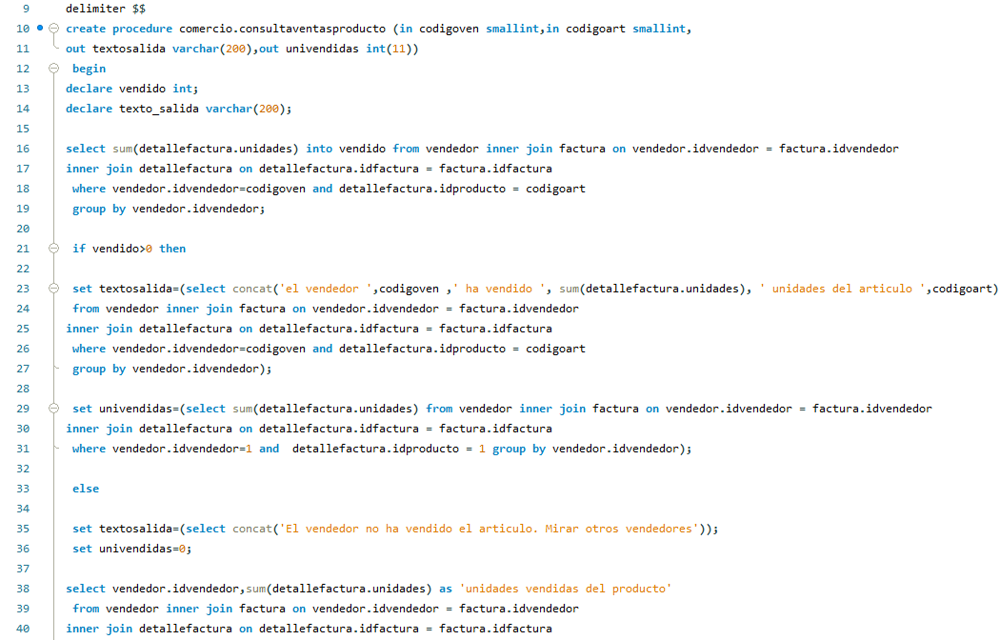 9 delimiter $$
10 create procedure comercio.consultaventasproducto (in codigoven smallint,in codigoart smallint,
11 out textosalida varchar(200),out univendidas int(11))
12 begin
13 declare vendido int;
14 declare texto_salida varchar(200);
15
16 select sum(detallefactura.unidades) into vendido from vendedor inner join factura on vendedor.idvendedor = factura.idvendedor
17 inner join detallefactura on detallefactura.idfactura = factura.idfactura
18 where vendedor.idvendedor=codigoven and detallefactura.idproducto = codigoart
19 group by vendedor.idvendedor;
20
21 if vendido>0 then
22
23 set textosalida=(select concat('el vendedor ',codigoven ,' ha vendido ', sum(detallefactura.unidades), ' unidades del articulo ',codigoart)
24 from vendedor inner join factura on vendedor.idvendedor = factura.idvendedor
25 inner join detallefactura on detallefactura.idfactura = factura.idfactura
26 where vendedor.idvendedor=codigoven and detallefactura.idproducto = codigoart
27 group by vendedor.idvendedor);
28
29 set univendidas=(select sum(detallefactura.unidades) from vendedor inner join factura on vendedor.idvendedor = factura.idvendedor
30 inner join detallefactura on detallefactura.idfactura = factura.idfactura
31 where vendedor.idvendedor=1 and  detallefactura.idproducto = 1 group by vendedor.idvendedor);
32
33 else
34
35 set textosalida=(select concat('El vendedor no ha vendido el articulo. Mirar otros vendedores'));
36 set univendidas=0;
37
38 select vendedor.idvendedor,sum(detallefactura.unidades) as 'unidades vendidas del producto'
39 from vendedor inner join factura on vendedor.idvendedor = factura.idvendedor
40 inner join detallefactura on detallefactura.idfactura = factura.idfactura